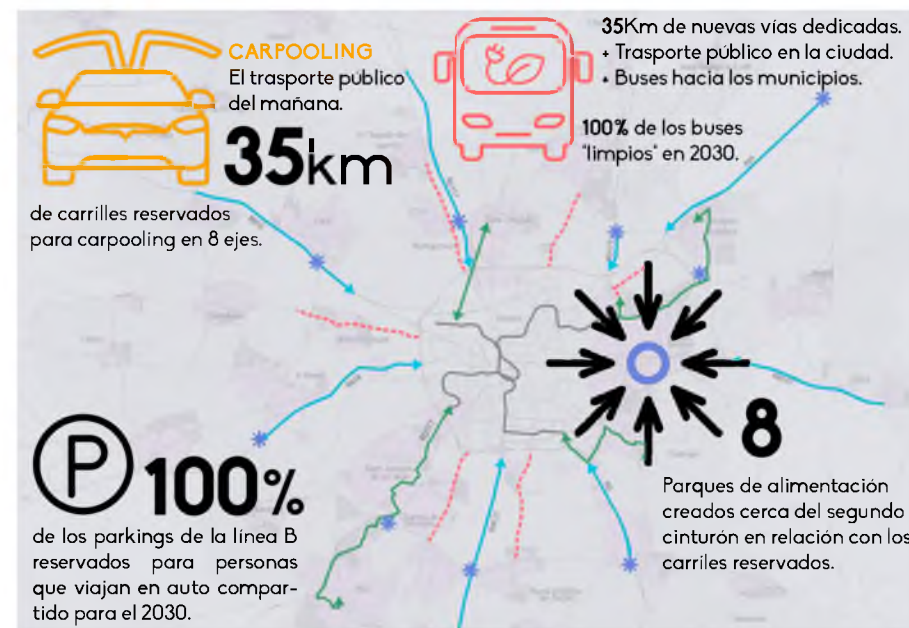 CARPOOLING
El trasporte público
del mañana.
35km
de carrilles reservados
para carpooling en 8 ejes.
35Km de nuevas vías dedicadas.
+ Trasporte público en la ciudad.
+ Buses hacia los municipios.
100% de los buses
"limpios" en 2030.
P 100%
de los parkings de la línea B
reservados para personas
que viajan en auto compar-
tido para el 2030.
8
Parques de alimentación
creados cerca del segundo
cinturón en relación con los
carriles reservados.